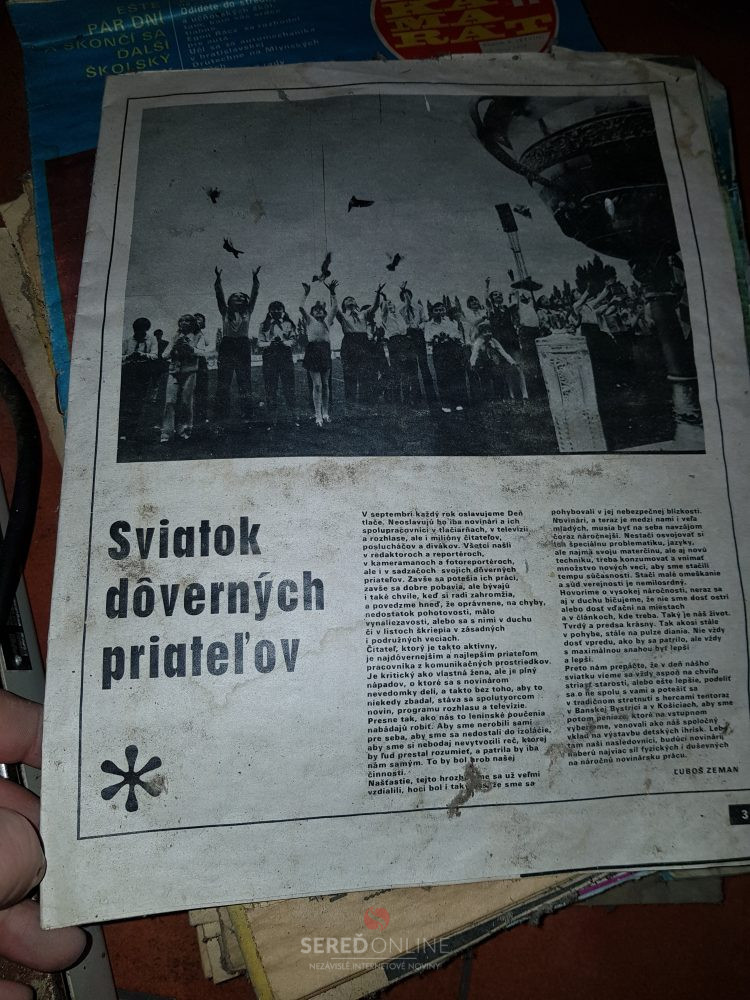 EŠTE
PÁR DNÍ
A SKONČÍ SA
ĎALŠÍ
ŠKOLSKÝ
KA
MA
RÁT
Sviatok
dôverných
priateľov
V septembri každý rok oslavujeme Deň
tlače. Neoslavujú ho iba novinári a ich
spolupracovníci v tlačiarňach, v televízii
a rozhlase, ale i milióny čitateľov,
poslucháčov a divákov. Všetci našli
v redaktoroch a reportéroch,
v kameramanoch a fotoreportéroch,
ale i v sadzačoch svojich dôverných
priateľov. Zavše sa potešia ich práci,
zavše sa dobre pobavia, ale bývajú
i také chvíle, keď si radi zahromžia,
a povedzme hneď, že oprávnene, na chyby,
nedostatok pohotovosti, málo
vynaliezavosti, alebo sa s nimi v duchu
či v listoch škriepia v zásadných
i podružných veciach.
Čitateľ, ktorý je takto aktívny,
je najdôvernejším a najlepším priateľom
pracovníka z komunikačných prostriedkov.
Je kritický ako vlastná žena, ale je plný
nápadov, o ktoré sa s novinárom
nevedomky delí, a takto bez toho, aby to
niekedy zbadal, stáva sa spolutvorcom
novín, programu rozhlasu a televízie.
Presne tak, ako nás to leninské poučenia
nabádajú robiť. Aby sme nerobili sami
pre seba, aby sme sa nedostali do izolácie,
aby sme si nebodaj nevytvorili reč, ktorej
by ľud prestal rozumieť, a patrila by iba
nám samým. To by bol hrob našej
činnosti.
Našťastie, tejto sme sa už veľmi
vzdialili, hoci bol i že sme sa
pohybovali v jej nebezpečnej blízkosti.
Novinári, a teraz je medzi nami i veľa
mladých, musia byť na seba navzájom
čoraz náročnejší. Nestačí osvojovať si
ich špeciálnu problematiku, jazyky,
ale najmä svoju materčinu, ale aj novú
techniku, treba konzumovať a vnímať
množstvo nových vecí, aby sme stačili
tempu súčasnosti. Stačí malé omeškanie
a súd verejnosti je nemilosrdný.
Hovoríme o vysokej náročnosti, neraz sa
aj v duchu bičujeme, že nie sme dosť ostrí
alebo dosť vďační na miestach
a v článkoch, kde treba. Taký je náš život.
Tvrdý a predsa krásny. Tak akosi stále
v pohybe, stále na pulze diania. Nie vždy
dosť vpredu, ako by sa patrilo, ale vždy
s maximálnou snahou byť lepší
a lepší.
Preto nám prepáčte, že v deň nášho
sviatku vieme sa vždy aspoň na chvíľu
striasť starosti, alebo ešte lepšie, podeliť
sa o ne spolu s vami a potešiť sa
v tradičnom stretnutí s hercami tentoraz
v Banskej Bystrici a v Košiciach, aby sme
potom peniaze, ktoré na vstupnom
vyberieme, venovali ako náš spoločný
vklad na výstavbu detských ihrísk. Lebo
tam naši nasledovníci, budúci novinári
naberú najviac síl fyzických i duševných
na náročnú novinársku prácu.
ĽUBOŠ ZEMAN
3
SEREĎONLINE
NEZÁVISLÉ INTERNETOVÉ NOVINY